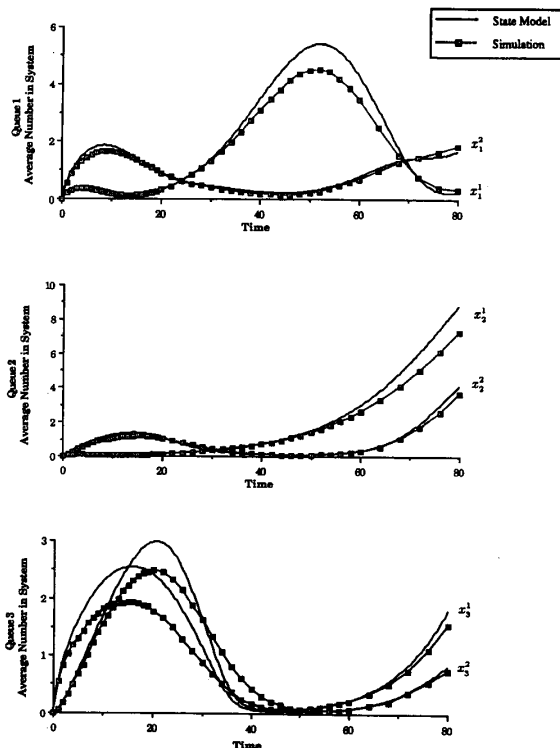 State Model
Simulation
Queue 1
Average Number in System
6
4
2
0
0 20 40 60 80
Time
x_1^2
x_1^1
Queue 2
Average Number in System
10
8
6
4
2
0
0 20 40 60 80
Time
x_2^1
x_2^2
Queue 3
Average Number in System
3
2
1
0
0 20 40 60 80
Time
x_3^1
x_3^2